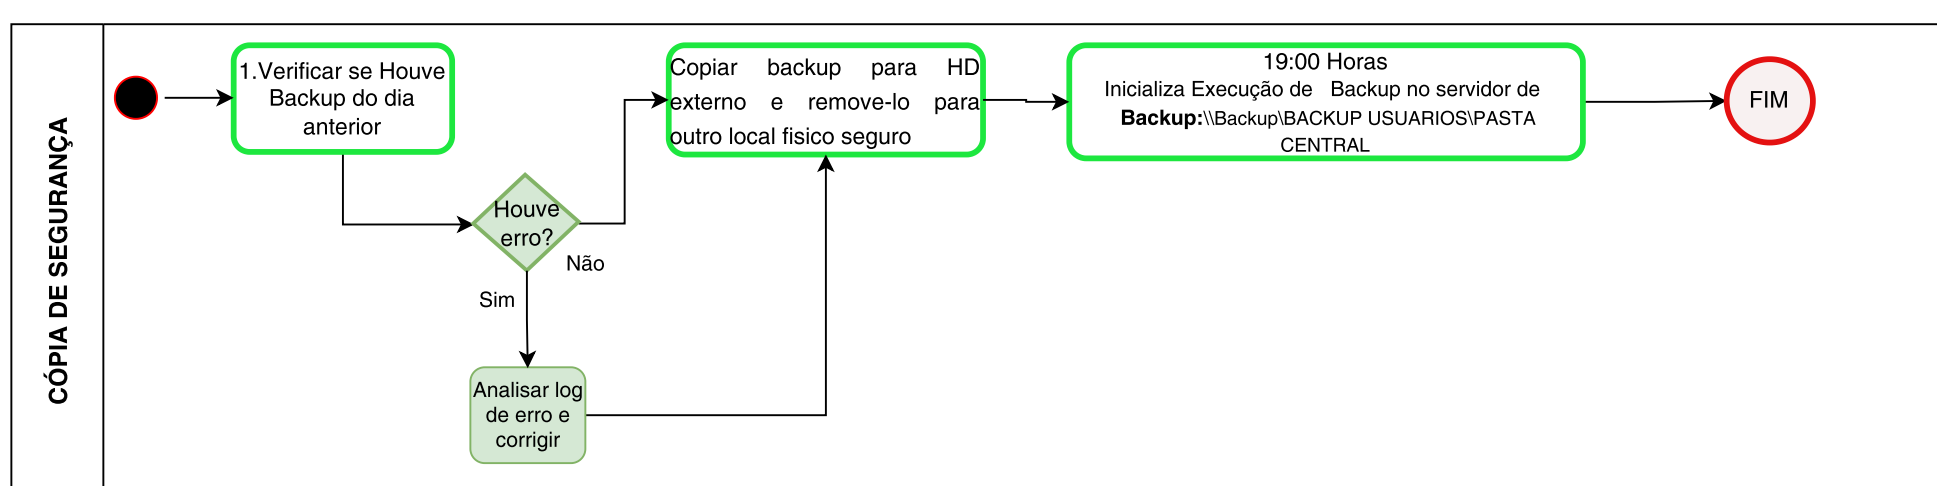 CÓPIA DE SEGURANÇA
1.Verificar se Houve
Backup do dia
anterior
Houve
erro?
Não
Sim
Analisar log
de erro e
corrigir
Copiar backup para HD
externo e remove-lo para
outro local fisico seguro
19:00 Horas
Inicializa Execução de Backup no servidor de
Backup:\\Backup\BACKUP USUARIOS\PASTA
CENTRAL
FIM